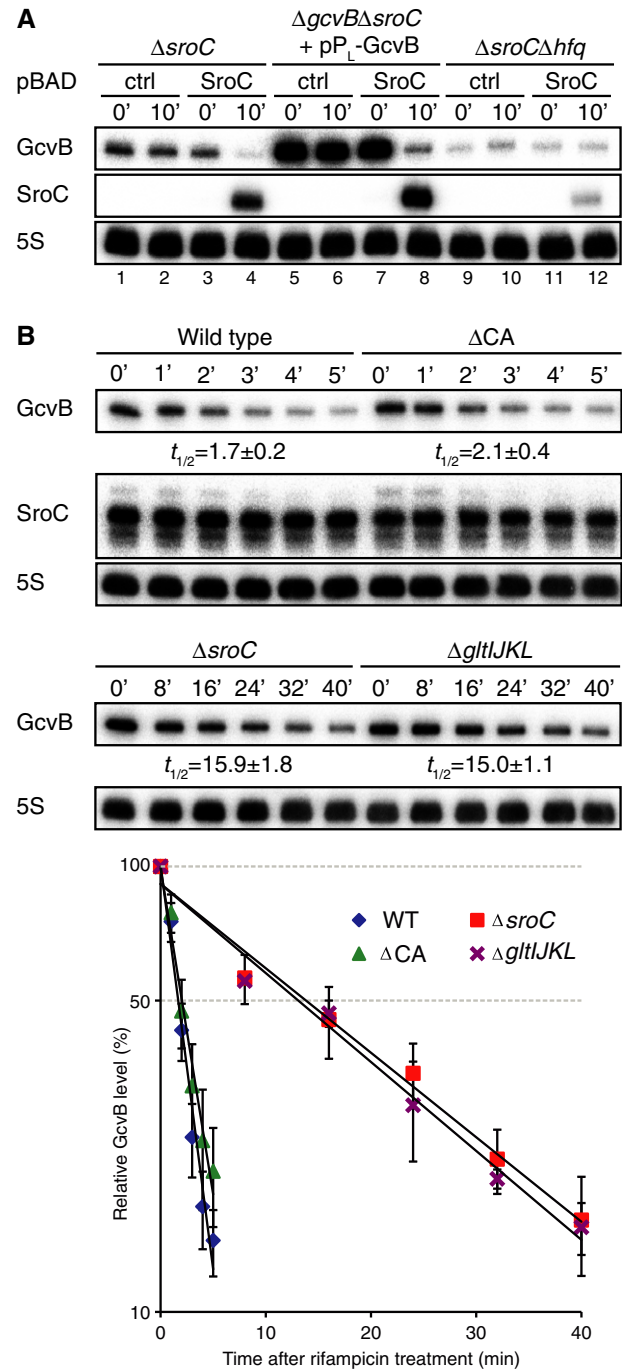 A
ΔsroC ΔgcvBΔsroC + pP_L-GcvB ΔsroCΔhfq
pBAD ctrl SroC ctrl SroC ctrl SroC
0’ 10’ 0’ 10’ 0’ 10’ 0’ 10’ 0’ 10’ 0’ 10’
GcvB
SroC
5S
1 2 3 4 5 6 7 8 9 10 11 12
B
Wild type ΔCA
0’ 1’ 2’ 3’ 4’ 5’ 0’ 1’ 2’ 3’ 4’ 5’
GcvB
t1/2=1.7±0.2 t1/2=2.1±0.4
SroC
5S
ΔsroC ΔgltIJKL
0’ 8’ 16’ 24’ 32’ 40’ 0’ 8’ 16’ 24’ 32’ 40’
GcvB
t1/2=15.9±1.8 t1/2=15.0±1.1
5S
100
WT ΔsroC
ΔCA ΔgltIJKL
50
Relative GcvB level (%)
10
0 10 20 30 40
Time after rifampicin treatment (min)